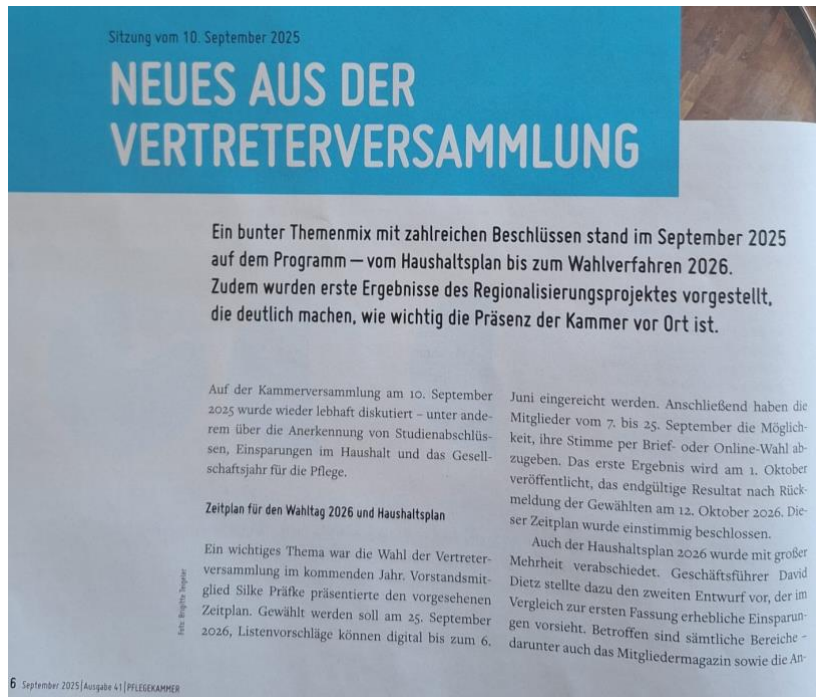 Sitzung vom 10. September 2025
NEUES AUS DER
VERTRETERVERSAMMLUNG
Ein bunter Themenmix mit zahlreichen Beschlüssen stand im September 2025
auf dem Programm – vom Haushaltsplan bis zum Wahlverfahren 2026.
Zudem wurden erste Ergebnisse des Regionalisierungsprojektes vorgestellt,
die deutlich machen, wie wichtig die Präsenz der Kammer vor Ort ist.
Auf der Kammerversammlung am 10. September
2025 wurde wieder lebhaft diskutiert – unter ande-
rem über die Anerkennung von Studienabschlüs-
sen, Einsparungen im Haushalt und das Gesell-
schaftsjahr für die Pflege.
Zeitplan für den Wahltag 2026 und Haushaltsplan
Ein wichtiges Thema war die Wahl der Vertreter-
versammlung im kommenden Jahr. Vorstandsmit-
glied Silke Präfke präsentierte den vorgesehenen
Zeitplan. Gewählt werden soll am 25. September
2026, Listenvorschläge können digital bis zum 6.
Juni eingereicht werden. Anschließend haben die
Mitglieder vom 7. bis 25. September die Möglich-
keit, ihre Stimme per Brief- oder Online-Wahl ab-
zugeben. Das erste Ergebnis wird am 1. Oktober
veröffentlicht, das endgültige Resultat nach Rück-
meldung der Gewählten am 12. Oktober 2026. Die-
ser Zeitplan wurde einstimmig beschlossen.
Auch der Haushaltsplan 2026 wurde mit großer
Mehrheit verabschiedet. Geschäftsführer David
Dietz stellte dazu den zweiten Entwurf vor, der im
Vergleich zur ersten Fassung erhebliche Einsparun-
gen vorsieht. Betroffen sind sämtliche Bereiche –
darunter auch das Mitgliedermagazin sowie die An-
Foto: Brigitte
6 September 2025|Ausgabe 41|PFLEGEKAMMER